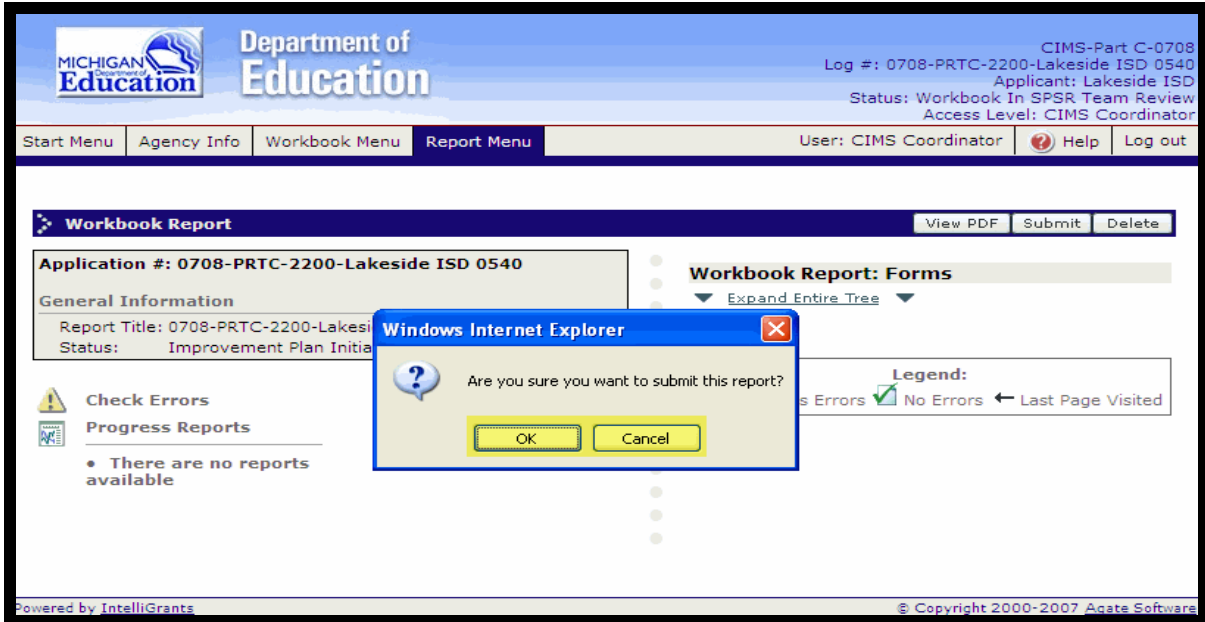 MICHIGAN
Department of
Education
Department of
Education
CIMS-Part C-0708
Log #: 0708-PRTC-2200-Lakeside ISD 0540
Applicant: Lakeside ISD
Status: Workbook In SPSR Team Review
Access Level: CIMS Coordinator
Start Menu Agency Info Workbook Menu Report Menu User: CIMS Coordinator Help Log out
Workbook Report View PDF Submit Delete
Application #: 0708-PRTC-2200-Lakeside ISD 0540
General Information
Report Title: 0708-PRTC-2200-Lakesi
Status: Improvement Plan Initia
Check Errors
Progress Reports
• There are no reports
available
Workbook Report: Forms
Expand Entire Tree
Windows Internet Explorer
Are you sure you want to submit this report?
OK Cancel
Legend:
s Errors No Errors Last Page Visited
Powered by IntelliGrants © Copyright 2000-2007 Agate Software